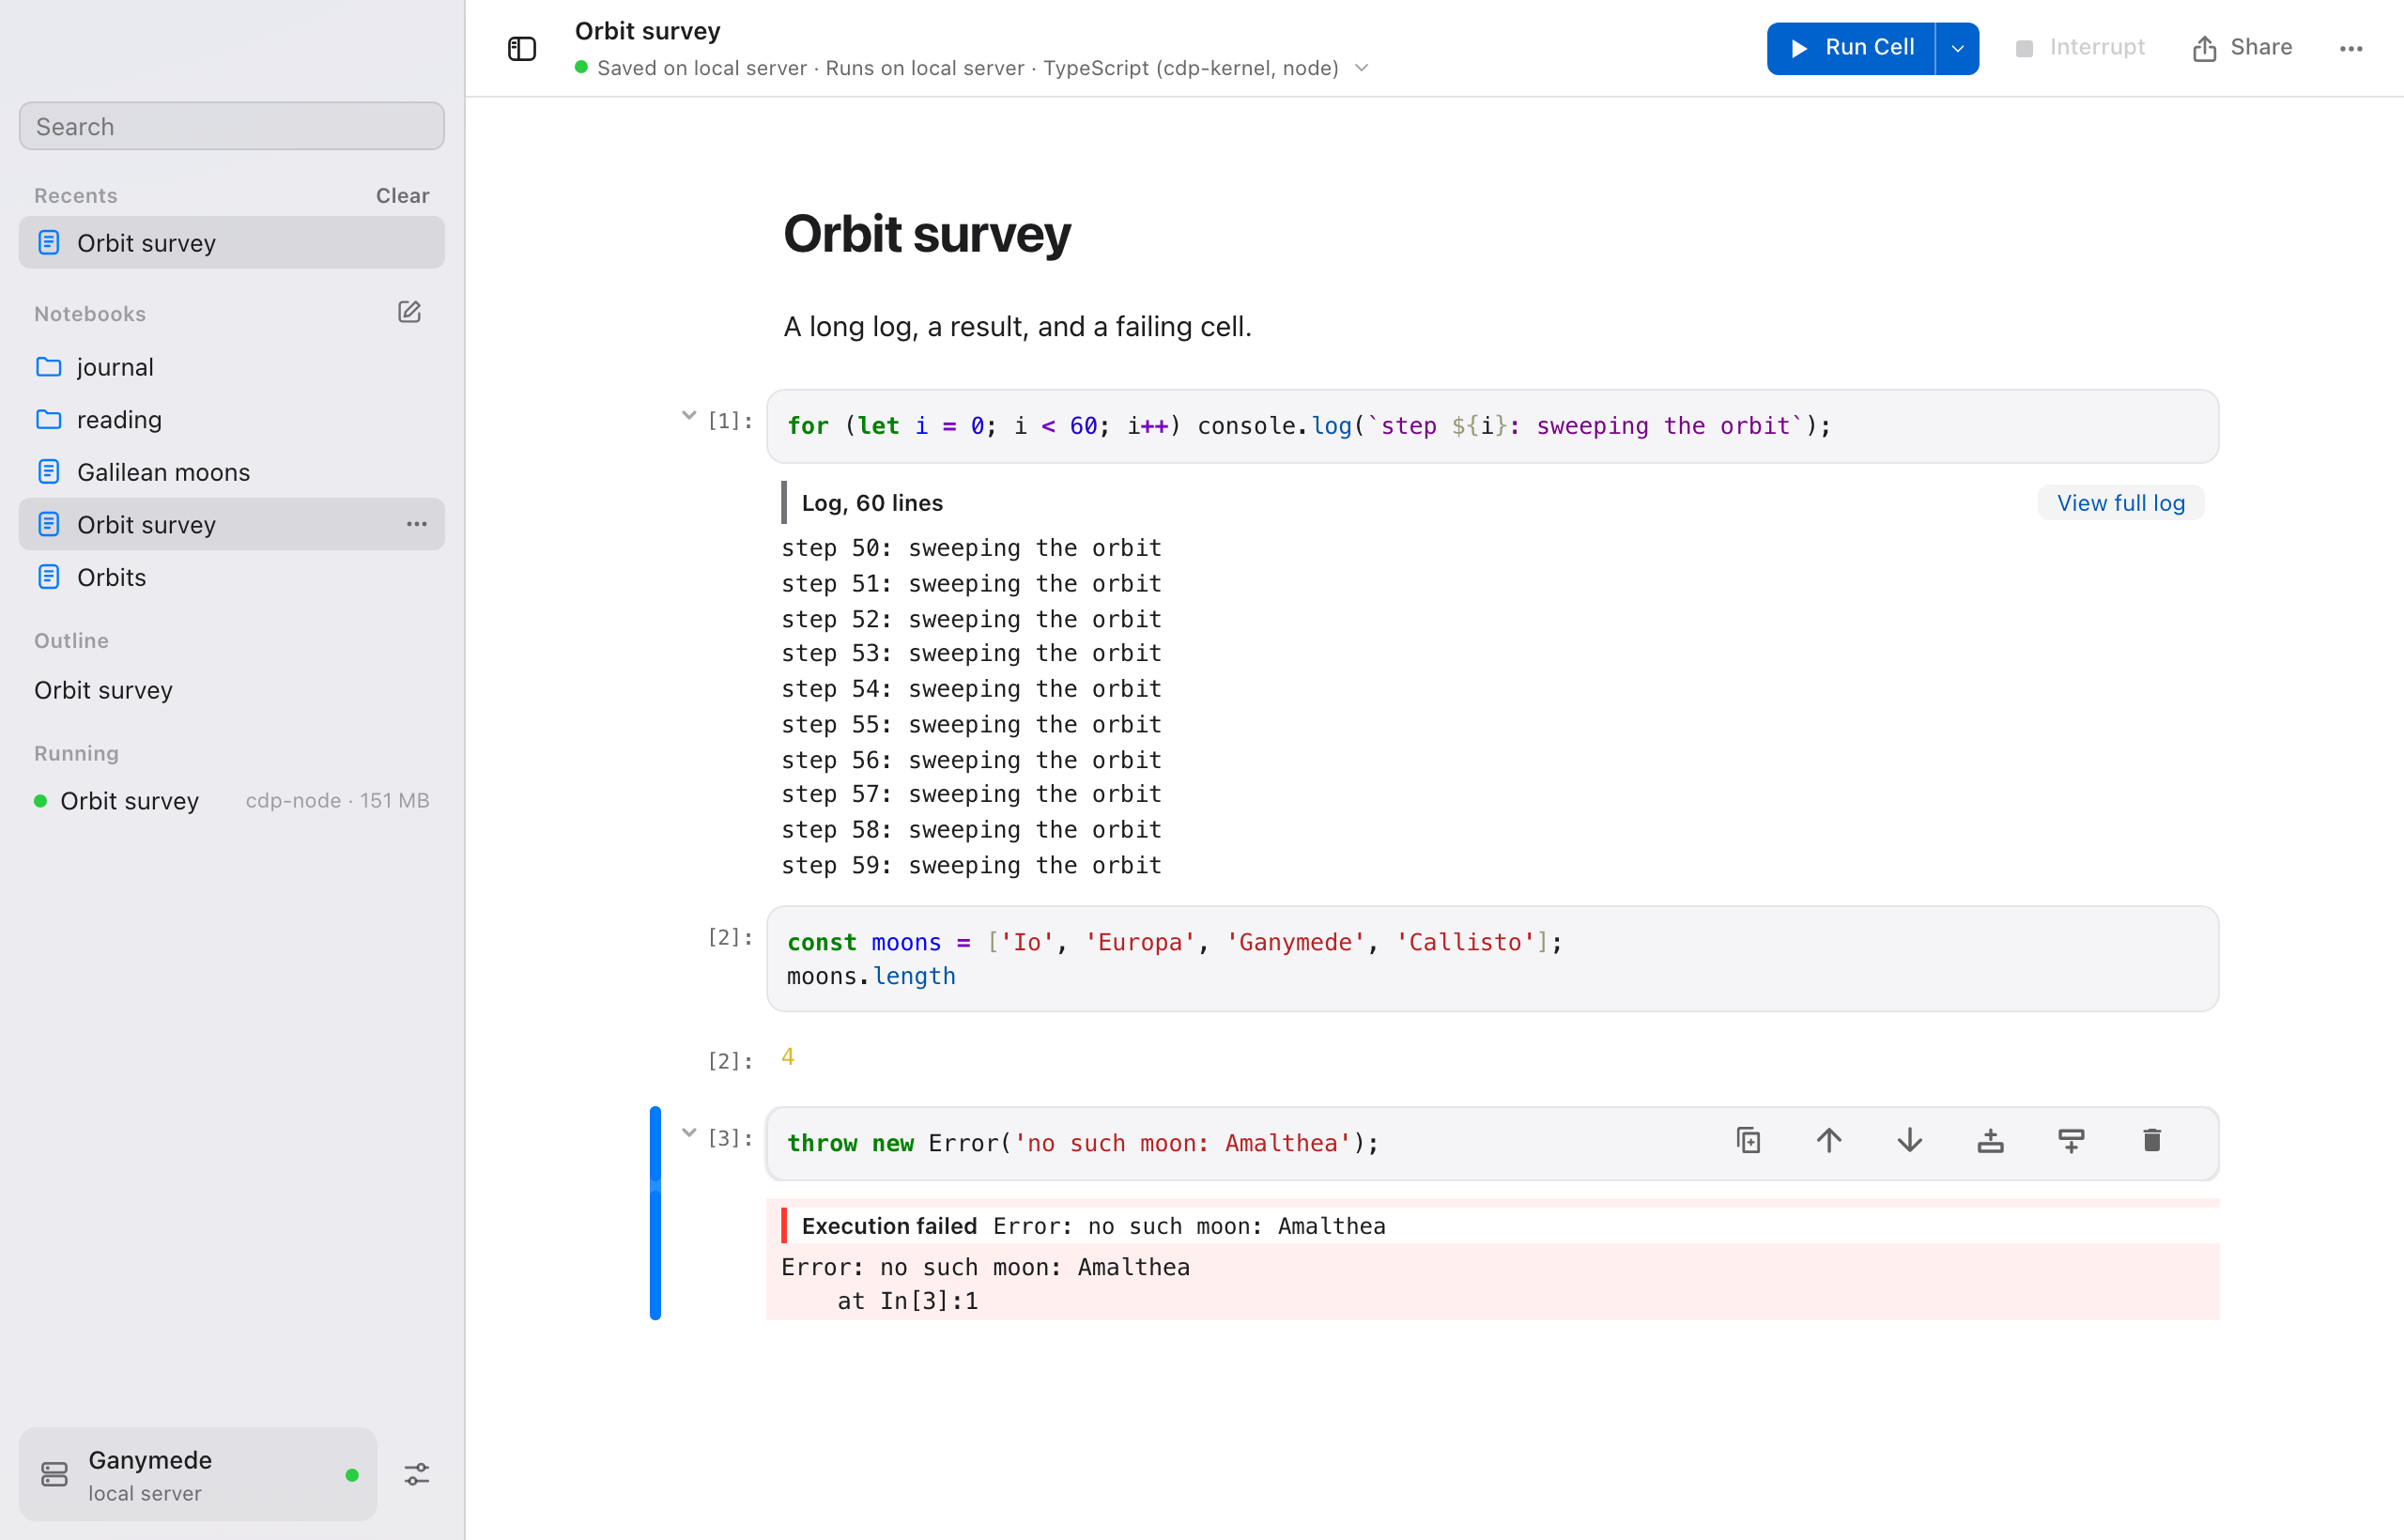 Search
Recents
Clear
Orbit survey
Notebooks
journal
reading
Galilean moons
Orbit survey
Orbits
Outline
Orbit survey
Running
Orbit survey cdp-node · 151 MB
Ganymede
local server
Orbit survey
Saved on local server · Runs on local server · TypeScript (cdp-kernel, node)
Run Cell
Interrupt
Share
Orbit survey
A long log, a result, and a failing cell.
[1]: for (let i = 0; i < 60; i++) console.log(`step ${i}: sweeping the orbit`);
Log, 60 lines
View full log
step 50: sweeping the orbit
step 51: sweeping the orbit
step 52: sweeping the orbit
step 53: sweeping the orbit
step 54: sweeping the orbit
step 55: sweeping the orbit
step 56: sweeping the orbit
step 57: sweeping the orbit
step 58: sweeping the orbit
step 59: sweeping the orbit
[2]: const moons = ['Io', 'Europa', 'Ganymede', 'Callisto'];
moons.length
[2]: 4
[3]: throw new Error('no such moon: Amalthea');
Execution failed Error: no such moon: Amalthea
Error: no such moon: Amalthea
    at In[3]:1